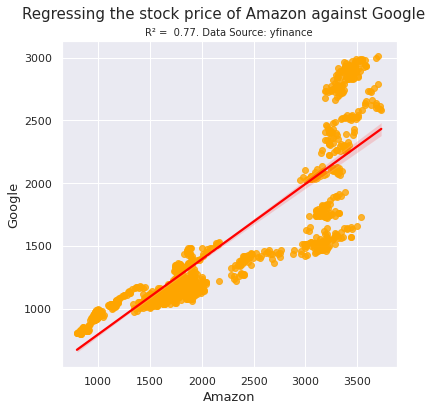 Regressing the stock price of Amazon against Google
R² =  0.77. Data Source: yfinance
3000
2500
2000
1500
1000
Google
1000 1500 2000 2500 3000 3500
Amazon